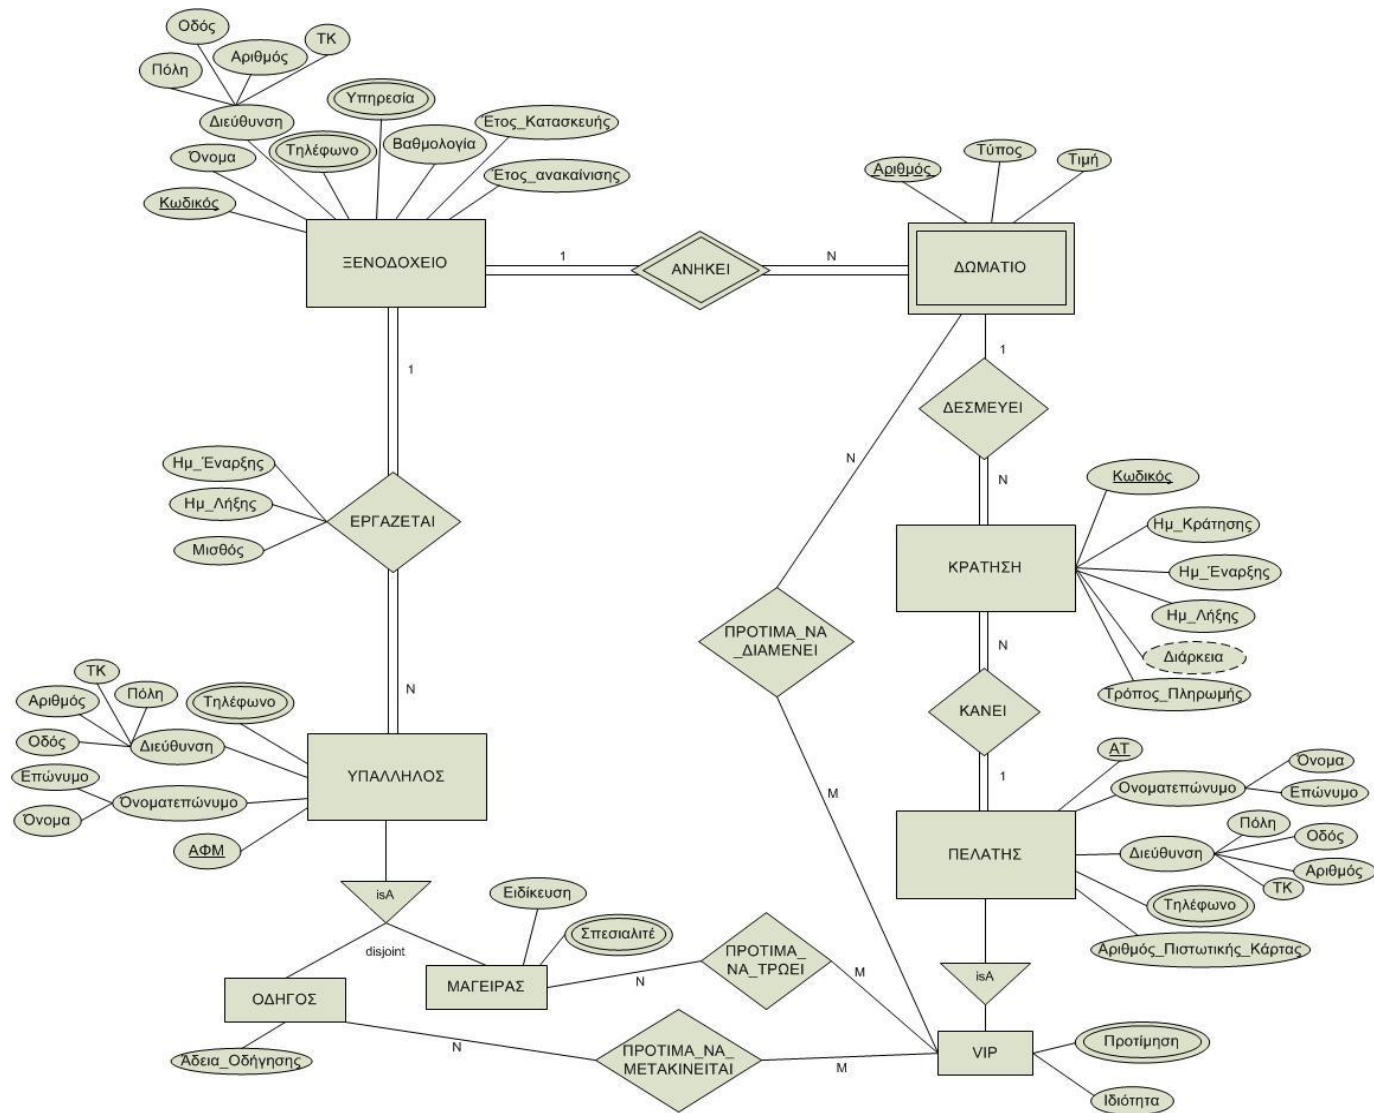 Οδός
ΤΚ
Αριθμός
Πόλη
Υπηρεσία
Διεύθυνση
Έτος_Κατασκευής
Τηλέφωνο
Βαθμολογία
Όνομα
Έτος_ανακαίνισης
Κωδικός
Αριθμός
Τύπος
Τιμή
ΞΕΝΟΔΟΧΕΙΟ
1
ΑΝΗΚΕΙ
N
ΔΩΜΑΤΙΟ
1
1
ΔΕΣΜΕΥΕΙ
N
N
Ημ_Έναρξης
Ημ_Λήξης
Μισθός
ΕΡΓΑΖΕΤΑΙ
Κωδικός
Ημ_Κράτησης
Ημ_Έναρξης
Ημ_Λήξης
Διάρκεια
Τρόπος_Πληρωμής
ΚΡΑΤΗΣΗ
ΠΡΟΤΙΜΑ_ΝΑ
_ΔΙΑΜΕΝΕΙ
N
ΚΑΝΕΙ
1
M
N
ΤΚ
Πόλη
Αριθμός
Οδός
Διεύθυνση
Τηλέφωνο
Επώνυμο
Όνομα
Όνοματεπώνυμο
ΑΦΜ
ΥΠΑΛΛΗΛΟΣ
ΑΤ
Όνομα
Ονοματεπώνυμο
Επώνυμο
Πόλη
Οδός
Διεύθυνση
Αριθμός
ΤΚ
Τηλέφωνο
Αριθμός_Πιστωτικής_Κάρτας
ΠΕΛΑΤΗΣ
isA
disjoint
Ειδίκευση
Σπεσιαλιτέ
ΟΔΗΓΟΣ
ΜΑΓΕΙΡΑΣ
N
ΠΡΟΤΙΜΑ_
ΝΑ_ΤΡΩΕΙ
M
isA
Άδεια_Οδήγησης
N
ΠΡΟΤΙΜΑ_ΝΑ_
ΜΕΤΑΚΙΝΕΙΤΑΙ
M
VIP
Προτίμηση
Ιδιότητα